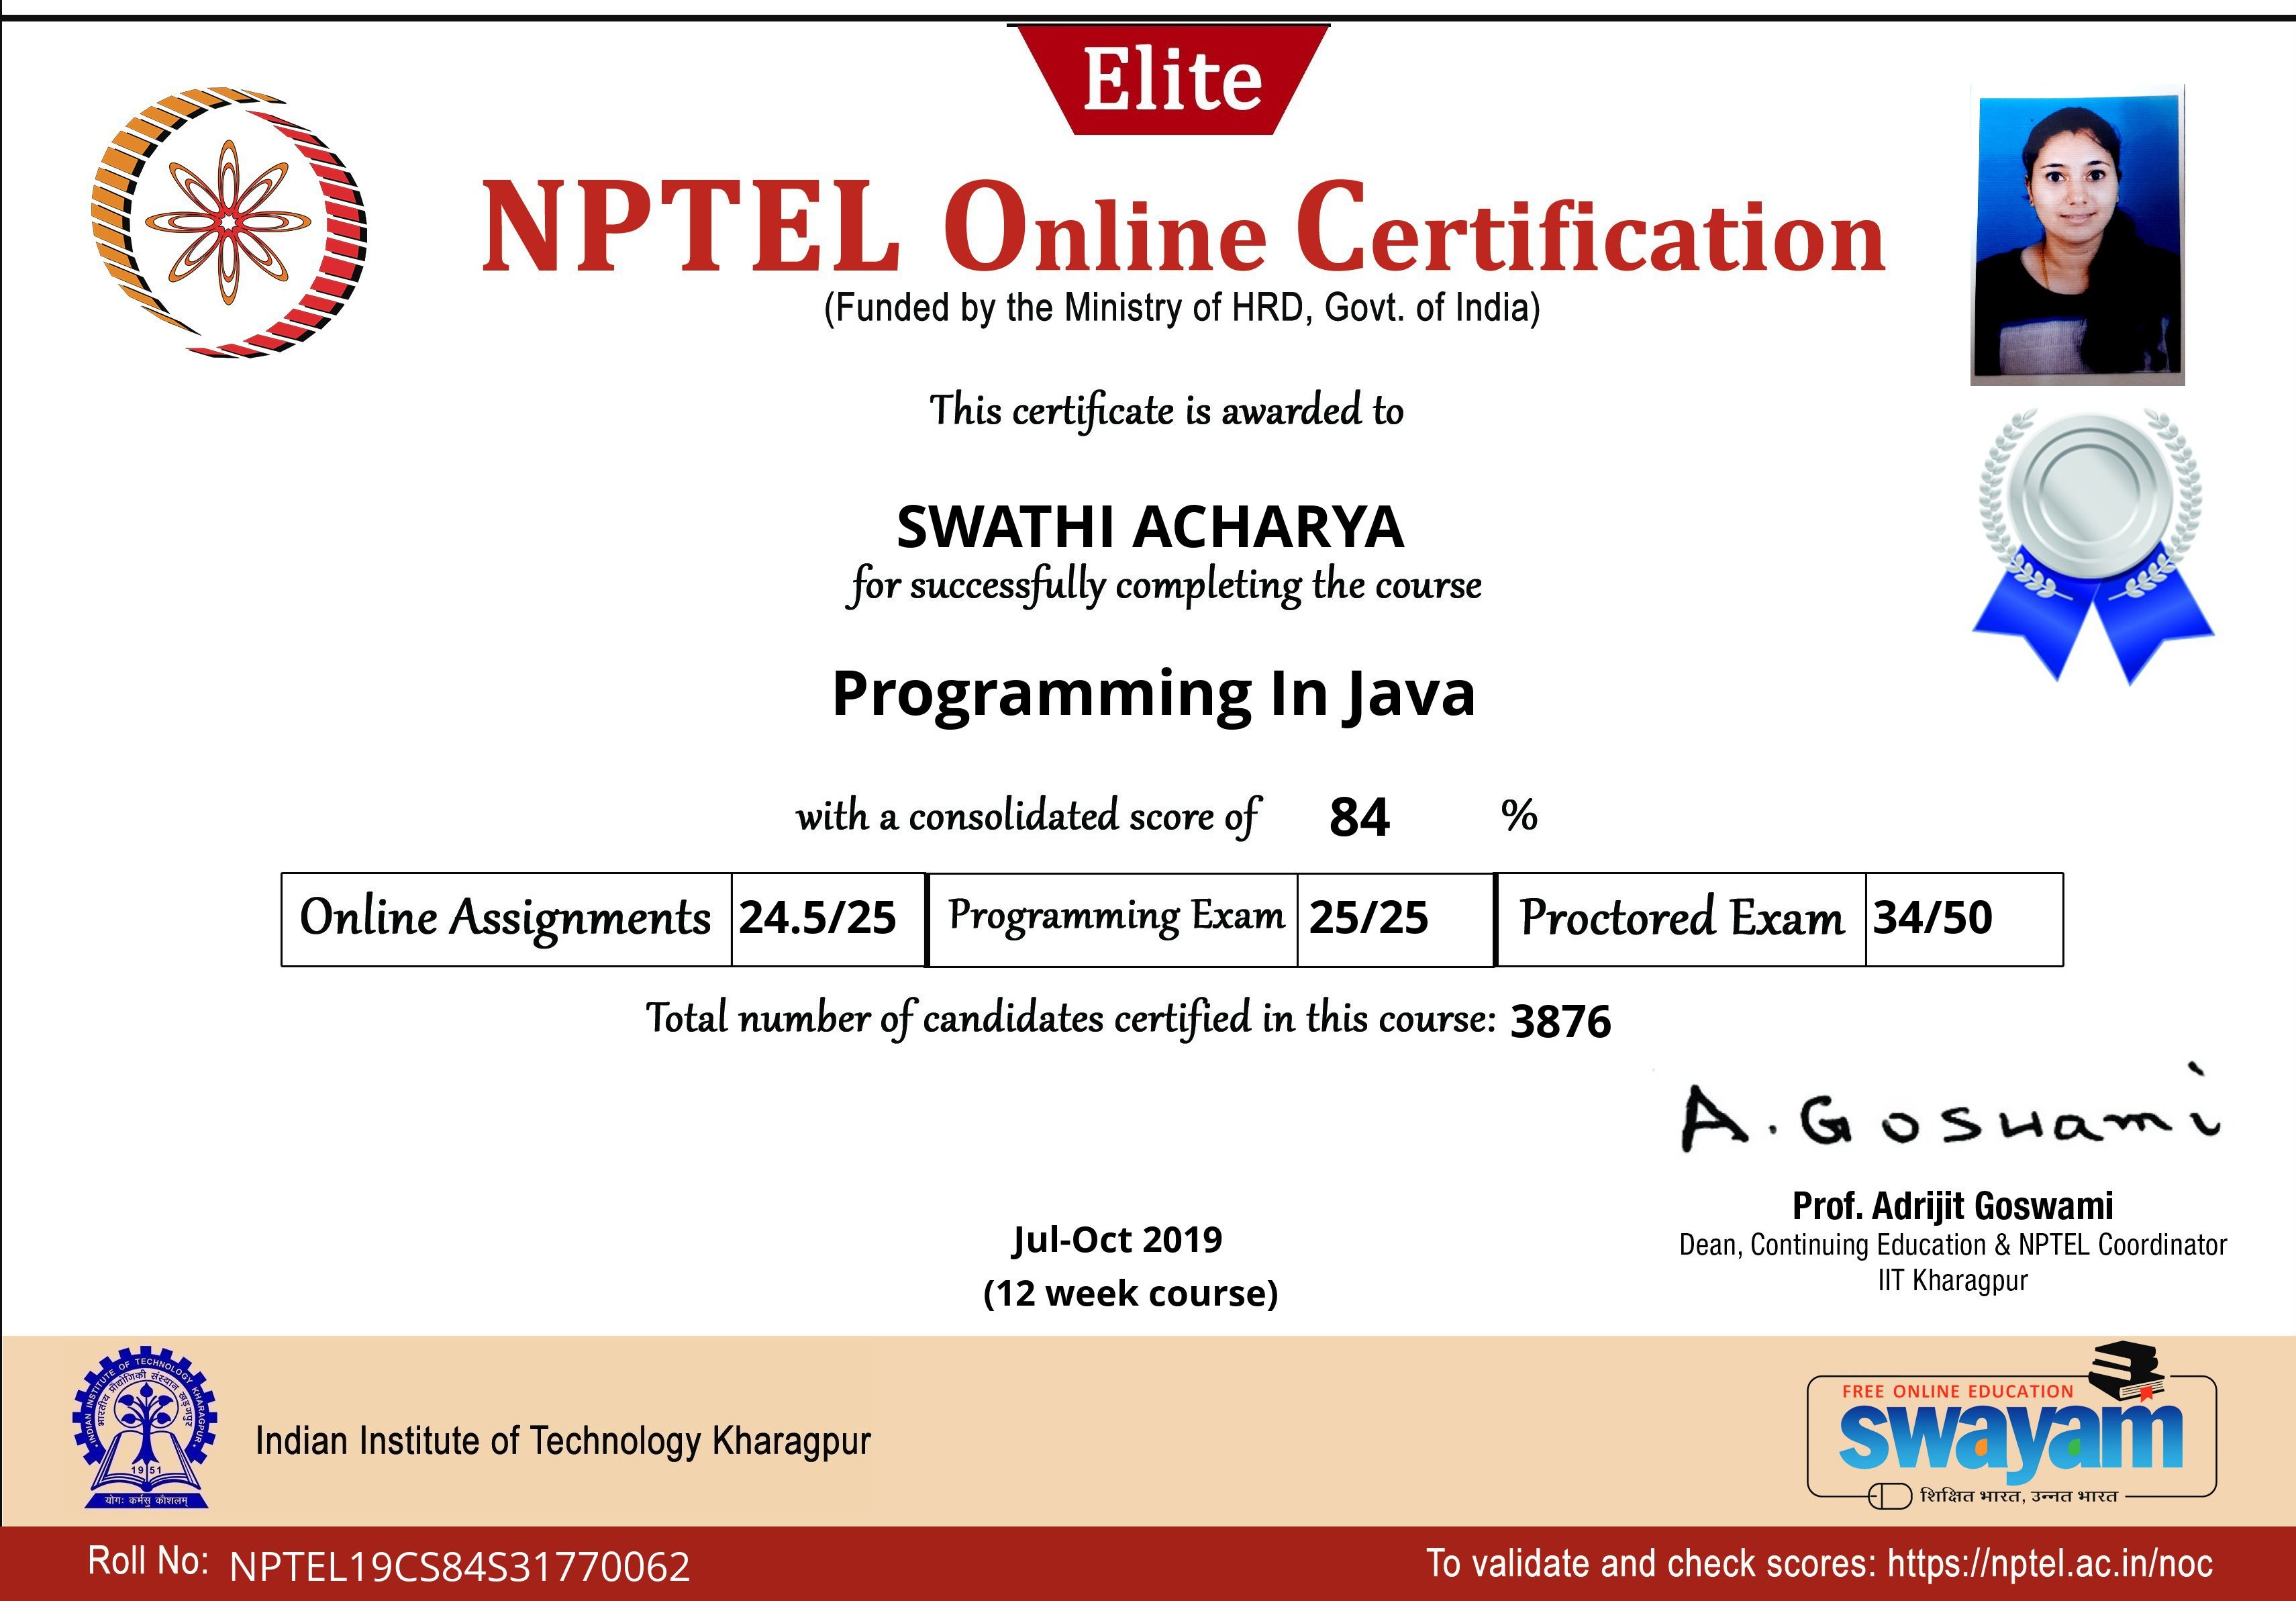 Elite
NPTEL Online Certification
(Funded by the Ministry of HRD, Govt. of India)
This certificate is awarded to
SWATHI ACHARYA
for successfully completing the course
Programming In Java
with a consolidated score of 84 %
Online Assignments 24.5/25 Programming Exam 25/25 Proctored Exam 34/50
Total number of candidates certified in this course: 3876
A. Goswami
Prof. Adrijit Goswami
Dean, Continuing Education & NPTEL Coordinator
IIT Kharagpur
Jul-Oct 2019
(12 week course)
INDIAN INSTITUTE OF TECHNOLOGY KHARAGPUR
भारतीय प्रौद्योगिकी संस्थान खड़गपुर
1951
योगः कर्मसु कौशलम्
Indian Institute of Technology Kharagpur
FREE ONLINE EDUCATION
swayam
शिक्षित भारत, उन्नत भारत
Roll No: NPTEL19CS84S31770062
To validate and check scores: https://nptel.ac.in/noc